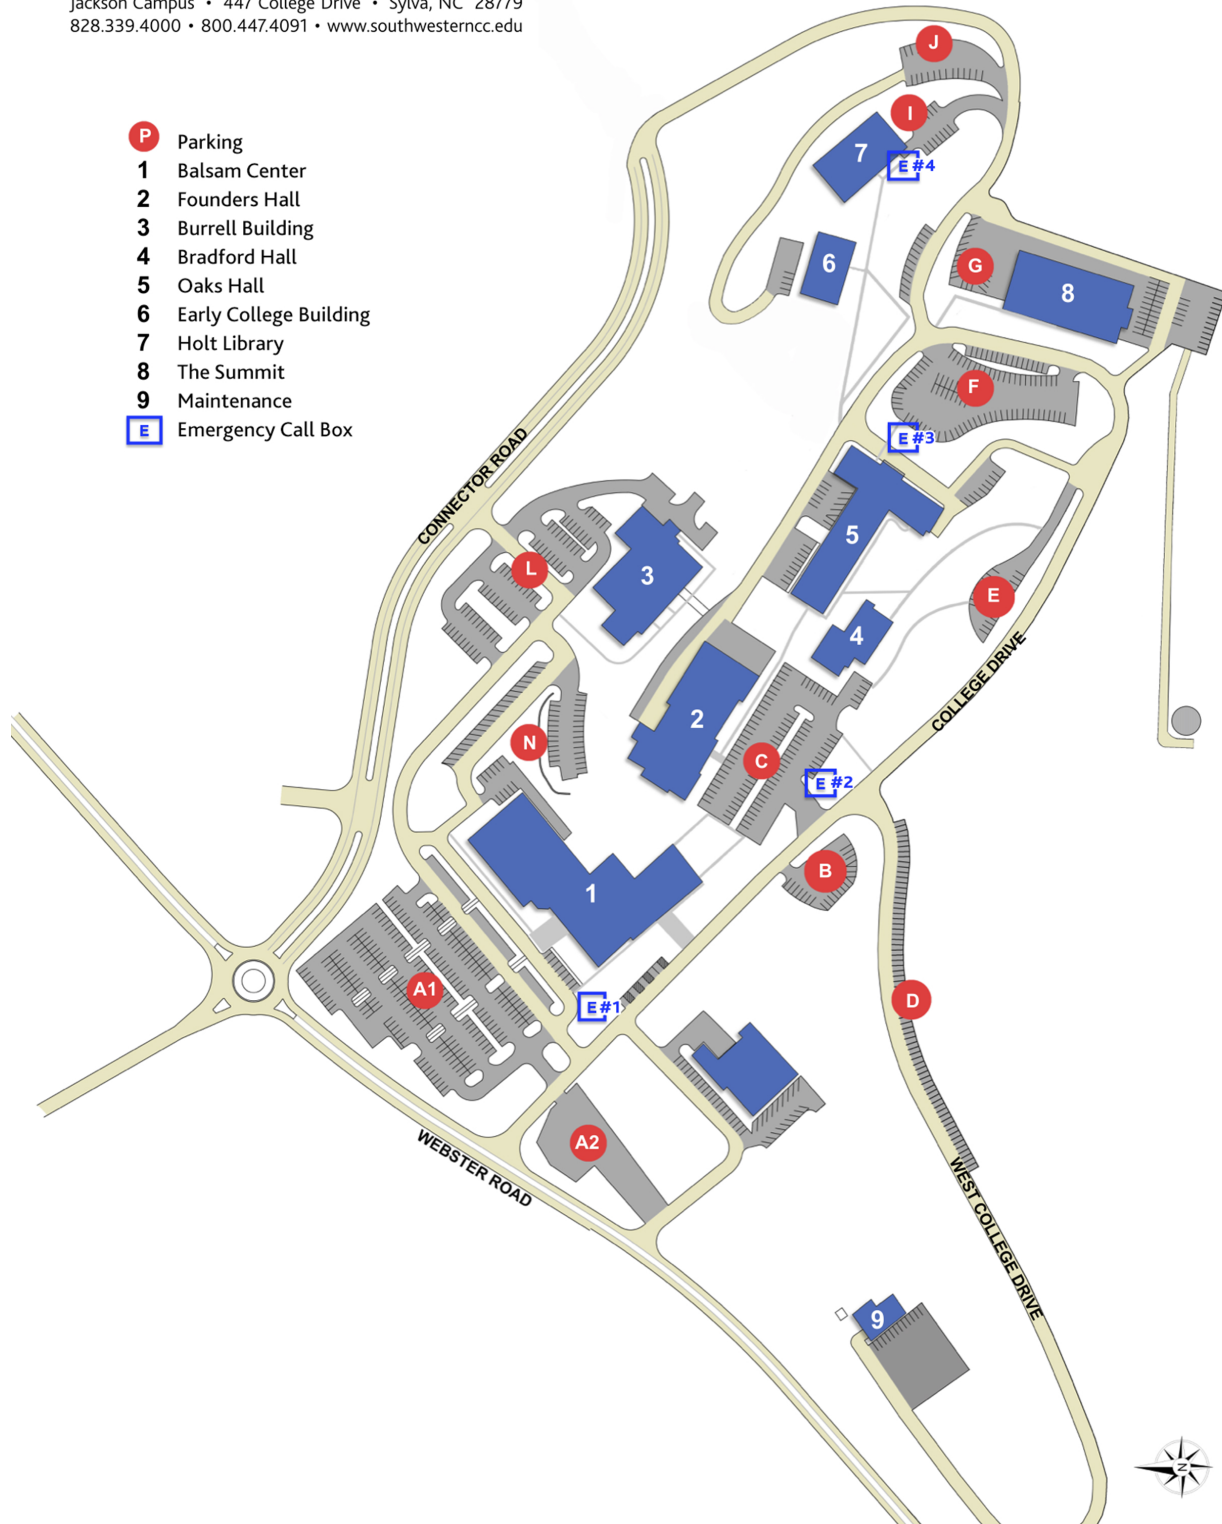 Jackson Campus • 447 College Drive • Sylva, NC 28779
828.339.4000 • 800.447.4091 • www.southwesterncc.edu
P Parking
1 Balsam Center
2 Founders Hall
3 Burrell Building
4 Bradford Hall
5 Oaks Hall
6 Early College Building
7 Holt Library
8 The Summit
9 Maintenance
E Emergency Call Box
J
I
7
E #4
6
G
8
F
E #3
CONNECTOR ROAD
5
L
3
E
4
COLLEGE DRIVE
2
N
C
E #2
B
1
A1
D
E #1
A2
WEBSTER ROAD
WEST COLLEGE DRIVE
9
N